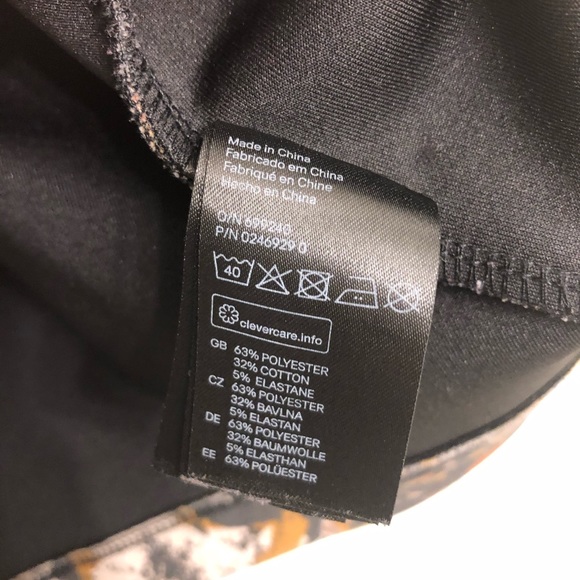 Made in China
Fabricado em China
Fabriqué en Chine
Hecho en China
O/N 699240
P/N 0246929 0
40
clevercare.info
GB 63% POLYESTER
32% COTTON
5% ELASTANE
CZ 63% POLYESTER
32% BAVLNA
5% ELASTAN
DE 63% POLYESTER
32% BAUMWOLLE
5% ELASTHAN
EE 63% POLÜESTER